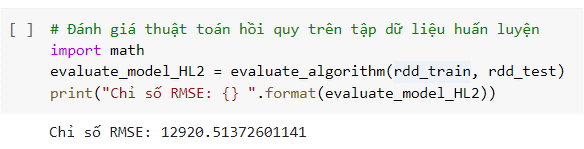 [ ] # Đánh giá thuật toán hồi quy trên tập dữ liệu huấn luyện
import math
evaluate_model_HL2 = evaluate_algorithm(rdd_train, rdd_test)
print("Chỉ số RMSE: {} ".format(evaluate_model_HL2))
Chỉ số RMSE: 12920.51372601141